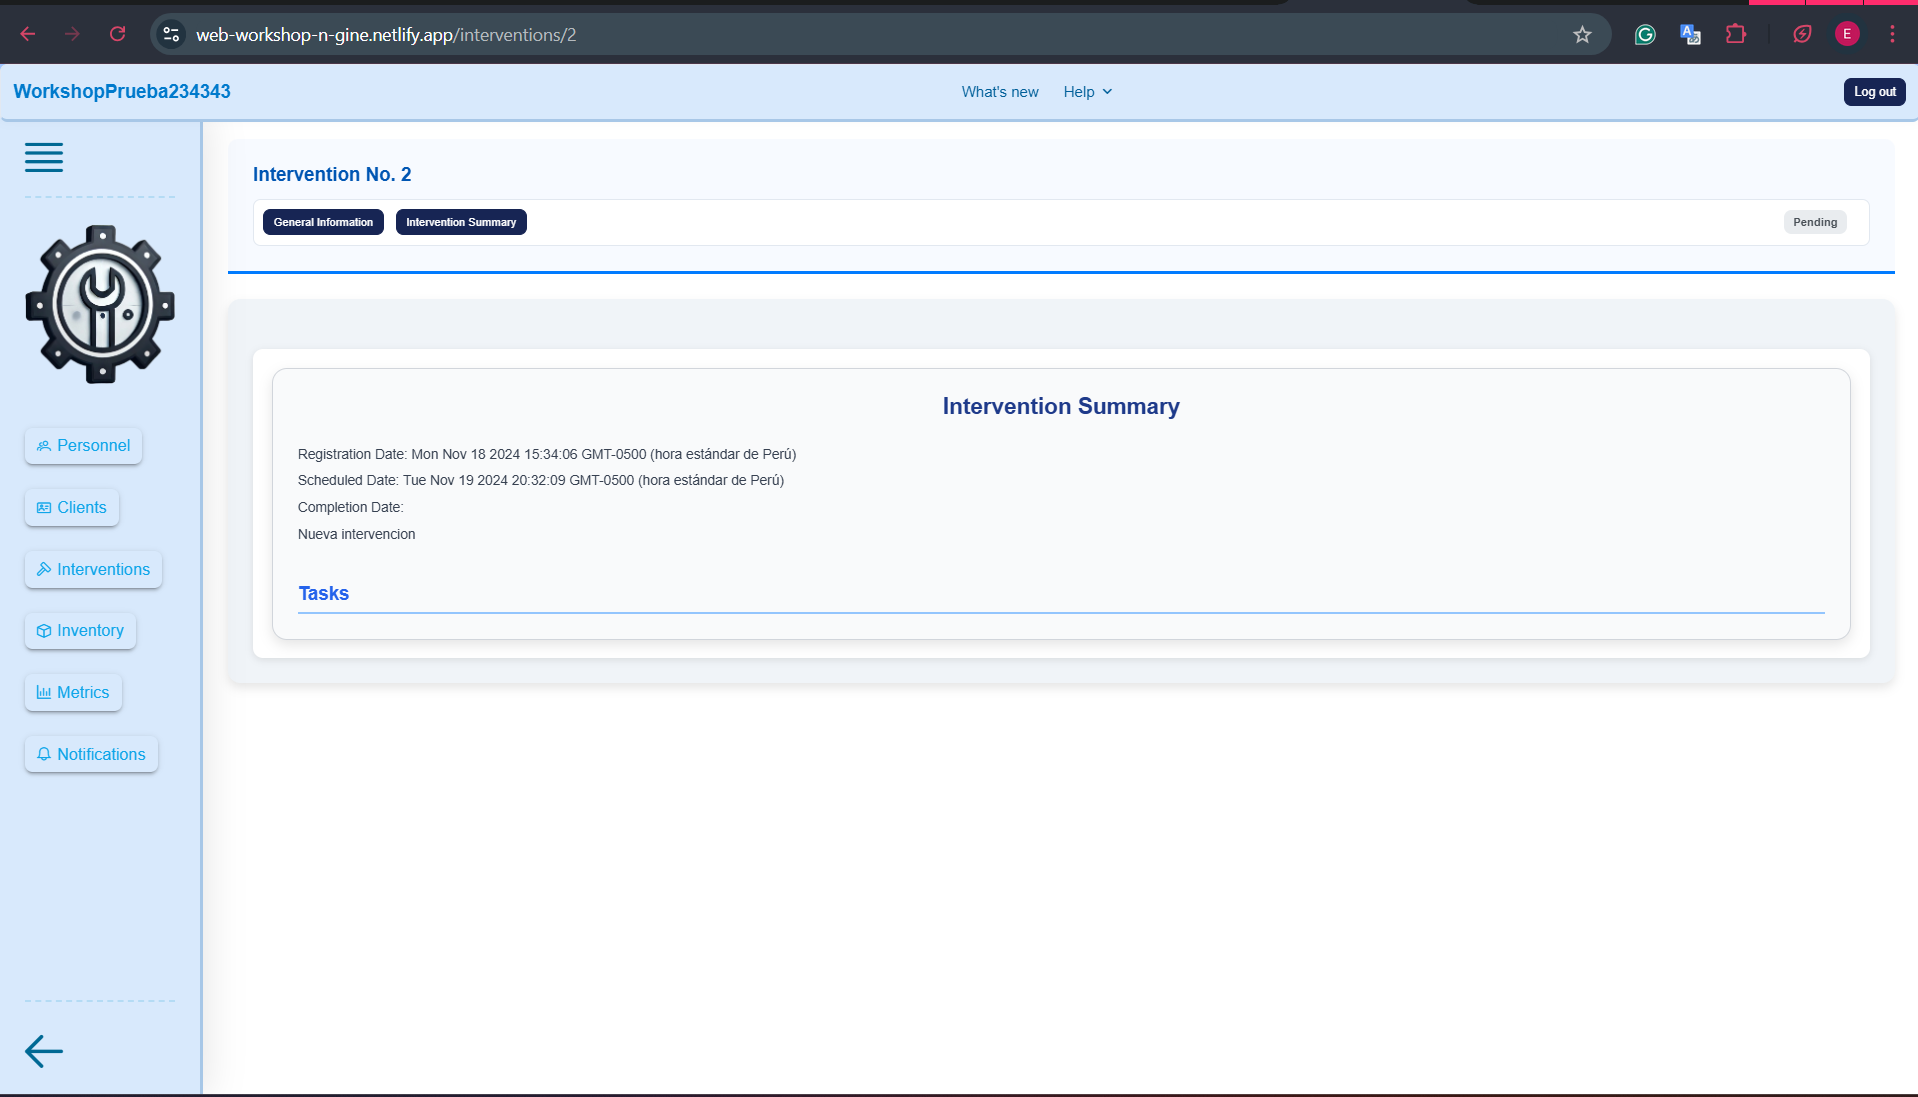 web-workshop-n-gine.netlify.app/interventions/2
E
WorkshopPrueba234343
What's new
Help
Log out
Intervention No. 2
General Information
Intervention Summary
Pending
Personnel
Clients
Interventions
Inventory
Metrics
Notifications
Intervention Summary
Registration Date: Mon Nov 18 2024 15:34:06 GMT-0500 (hora estándar de Perú)
Scheduled Date: Tue Nov 19 2024 20:32:09 GMT-0500 (hora estándar de Perú)
Completion Date:
Nueva intervencion
Tasks